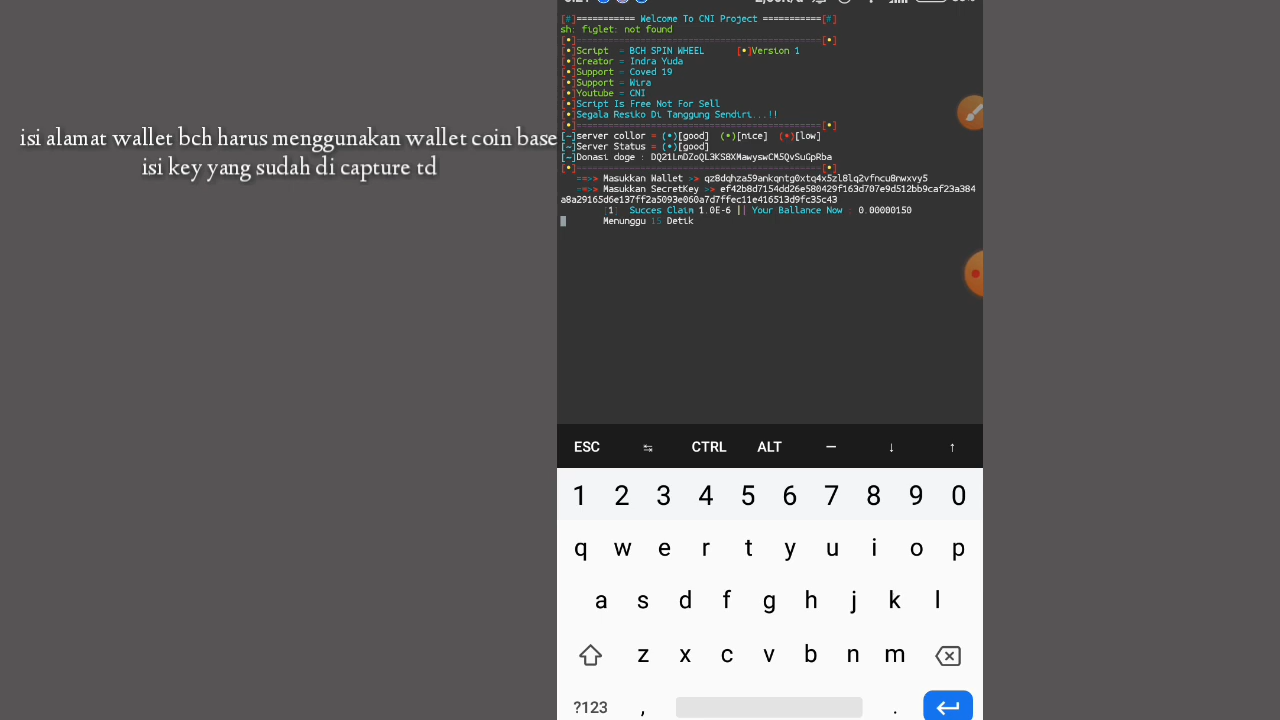 isi alamat wallet bch harus menggunakan wallet coin base
isi key yang sudah di capture td
[#]=========== Welcome To CNI Project ===========[#]
sh: figlet: not found
[•]----------------------------------------------[•]
[•]Script = BCH SPIN WHEEL [•]Version 1
[•]Creator = Indra Yuda
[•]Support = Coved 19
[•]Support = Wira
[•]Youtube = CNI
[•]Script Is Free Not For Sell
[•]Segala Resiko Di Tanggung Sendiri...!!
[•]----------------------------------------------[•]
[~]server collor = (•)[good] (•)[nice] (•)[low]
[~]Server Status = (•)[good]
[~]Donasi doge : DQ21LmDZoQL3KS8XMawyswCM5QvSuGpRba
[•]----------------------------------------------[•]
==>> Masukkan Wallet >> qz8dqhza59ankqntg0xtq4x5zl8lq2vfncu8nwxvy5
==>> Masukkan SecretKey >> ef42b8d7154dd26e580429f163d707e9d512bb9caf23a384
a8a29165d6e137ff2a5093e060a7d7ffec11e416513d9fc35c43
[1] Succes Claim 1.0E-6 || Your Ballance Now : 0.00000150
Menunggu 15 Detik
ESC ↹ CTRL ALT — ↓ ↑
1 2 3 4 5 6 7 8 9 0
q w e r t y u i o p
a s d f g h j k l
z x c v b n m
?123 , .